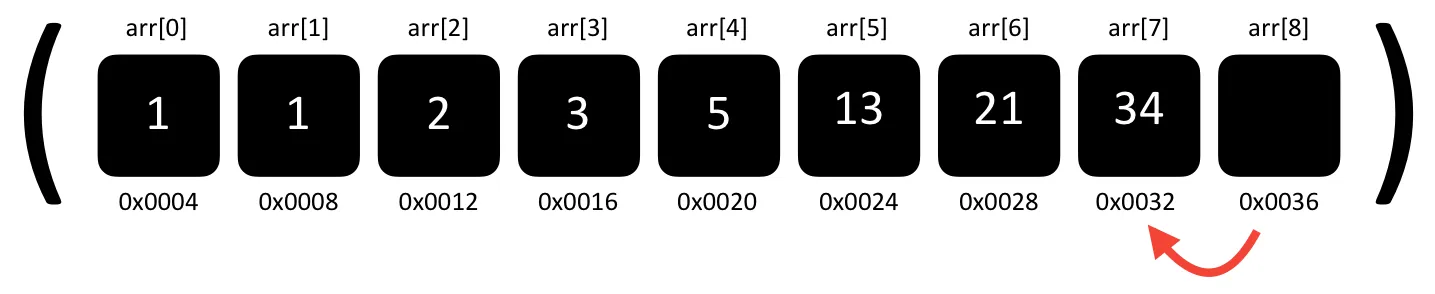 arr[0] arr[1] arr[2] arr[3] arr[4] arr[5] arr[6] arr[7] arr[8]
( 1 1 2 3 5 13 21 34 )
0x0004 0x0008 0x0012 0x0016 0x0020 0x0024 0x0028 0x0032 0x0036